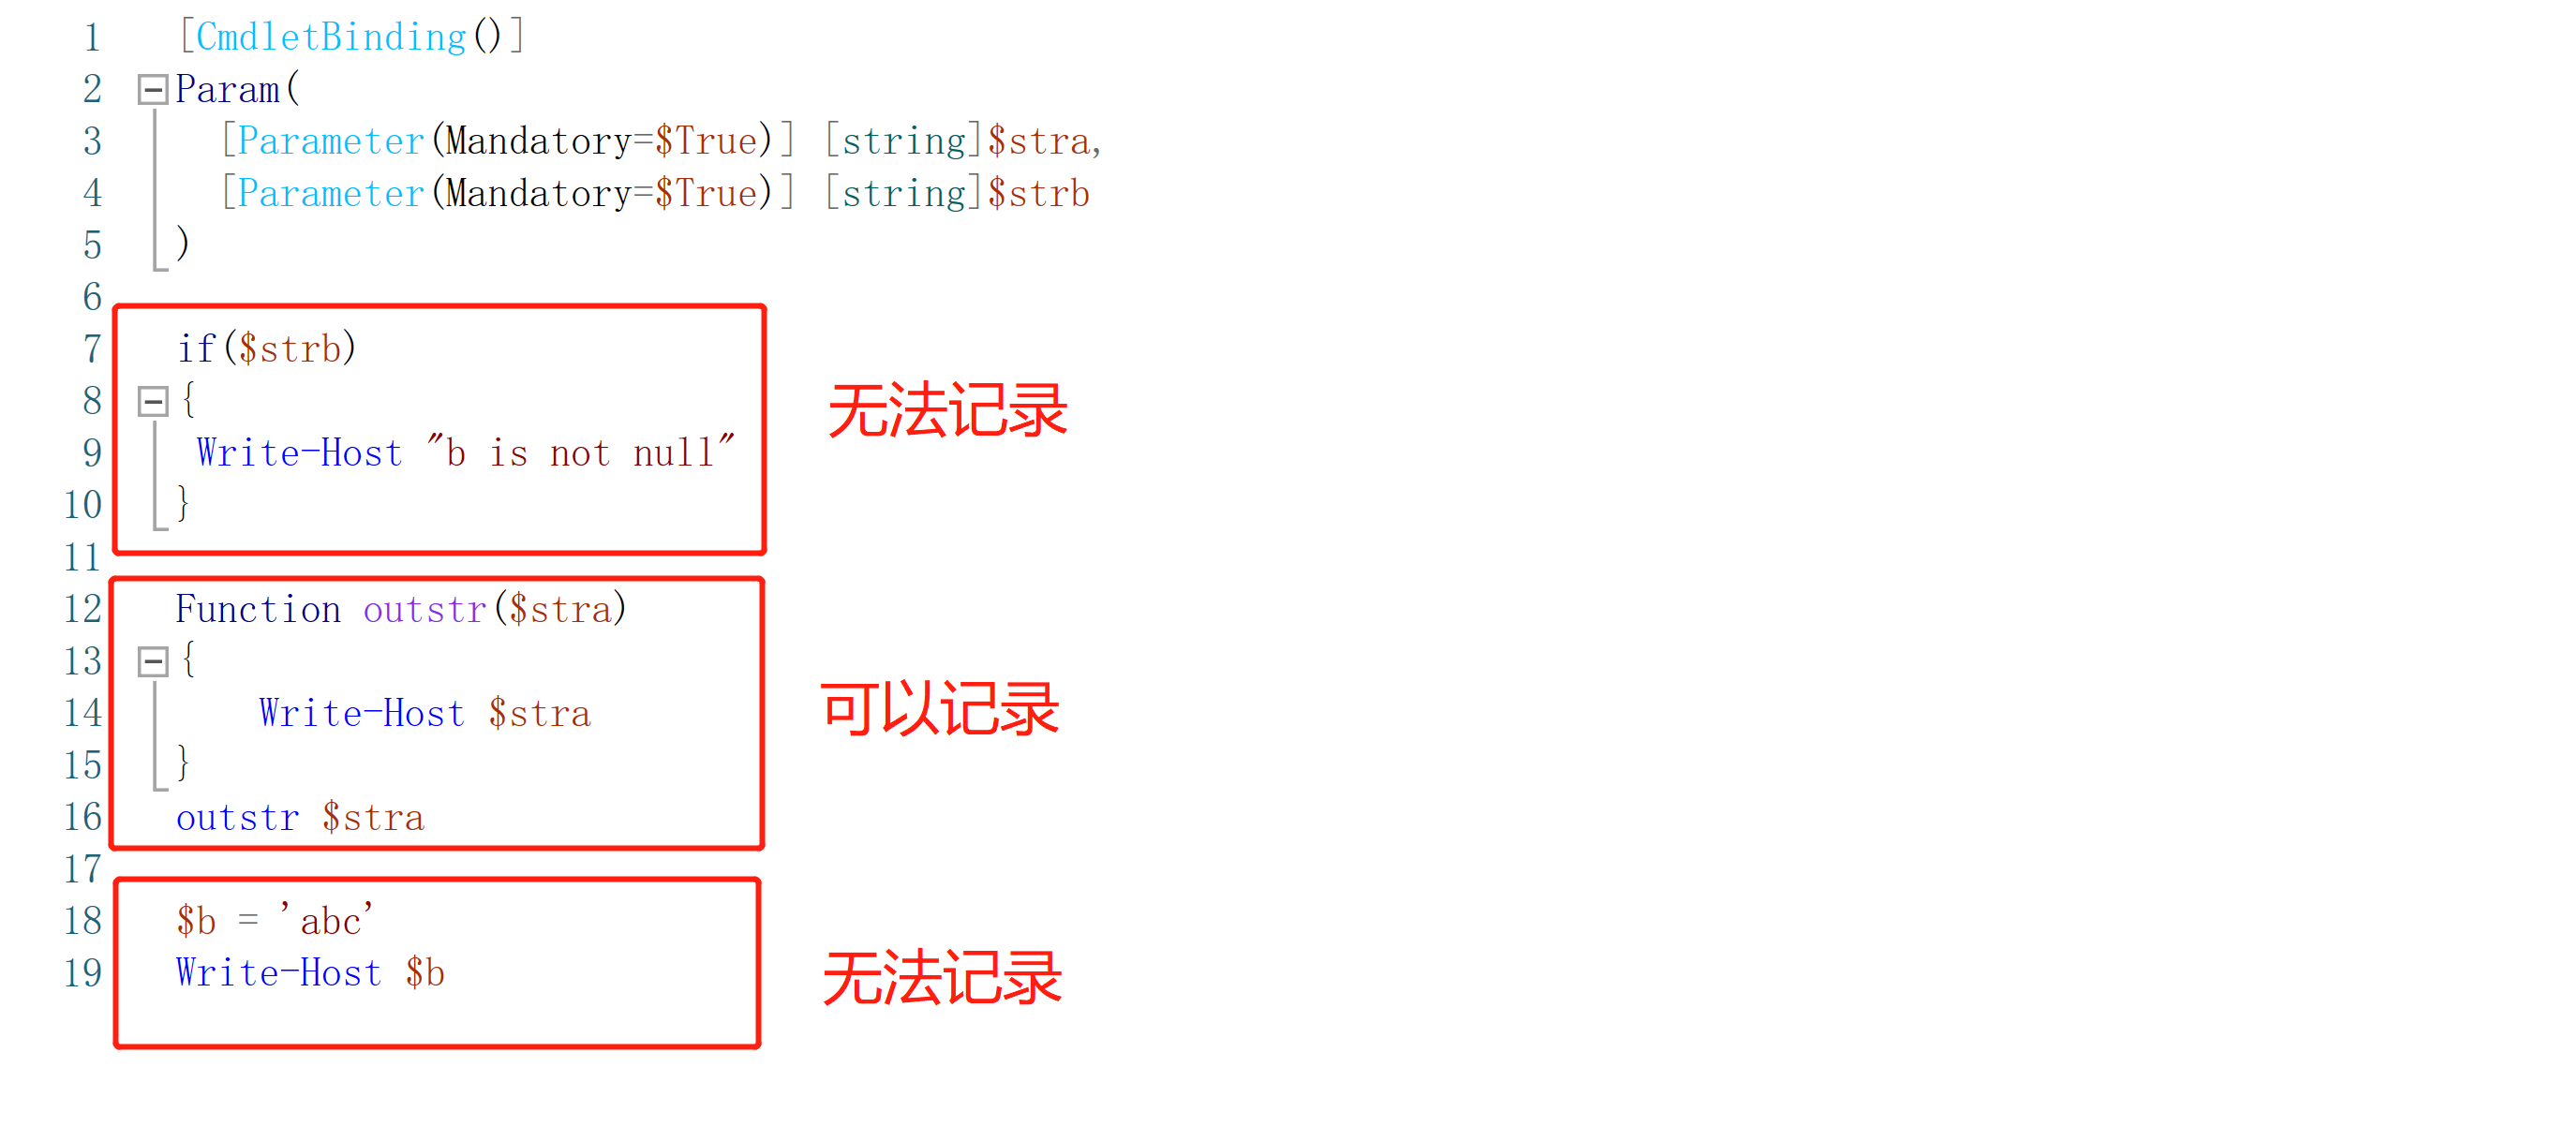 1 [CmdletBinding()]
2 Param(
3 [Parameter(Mandatory=$True)] [string]$stra,
4 [Parameter(Mandatory=$True)] [string]$strb
5 )
6
7 if($strb)
8 {
无法记录
9 Write-Host "b is not null"
10 }
11
12 Function outstr($stra)
13 {
14 Write-Host $stra
可以记录
15 }
16 outstr $stra
17
18 $b = 'abc'
19 Write-Host $b
无法记录